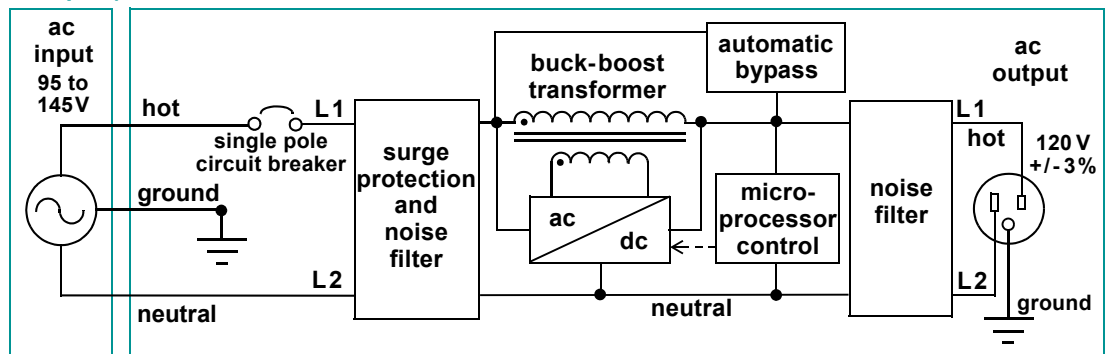 ac
input
95 to
145V
hot
ground
neutral
single pole
circuit breaker
L1
L2
surge
protection
and
noise
filter
buck-boost
transformer
ac
dc
automatic
bypass
micro-
processor
control
neutral
noise
filter
ac
output
L1
hot
120 V
+/-3%
L2
ground